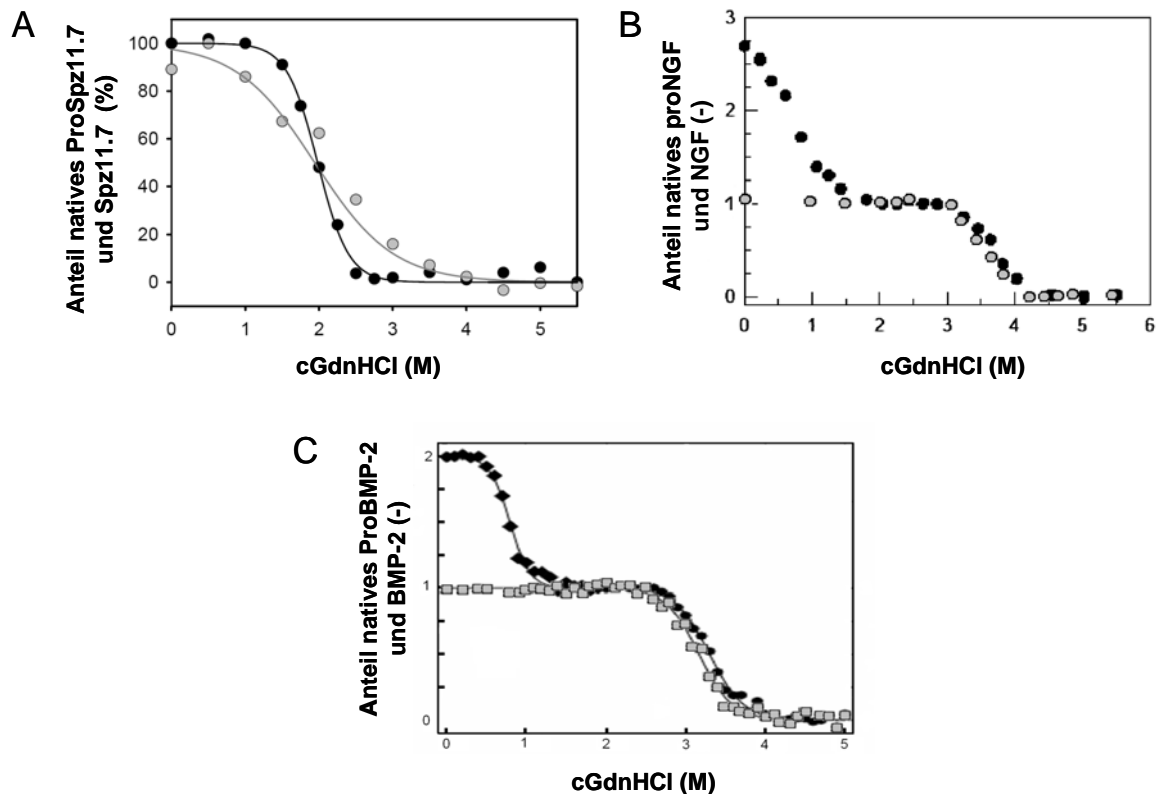 A
Anteil natives ProSpz11.7
und Spz11.7 (%)
100
80
60
40
20
0
0 1 2 3 4 5
cGdnHCl (M)
B
Anteil natives proNGF
und NGF (-)
3
2
1
0
0 1 2 3 4 5 6
cGdnHCl (M)
C
Anteil natives ProBMP-2
und BMP-2 (-)
2
1
0
0 1 2 3 4 5
cGdnHCl (M)